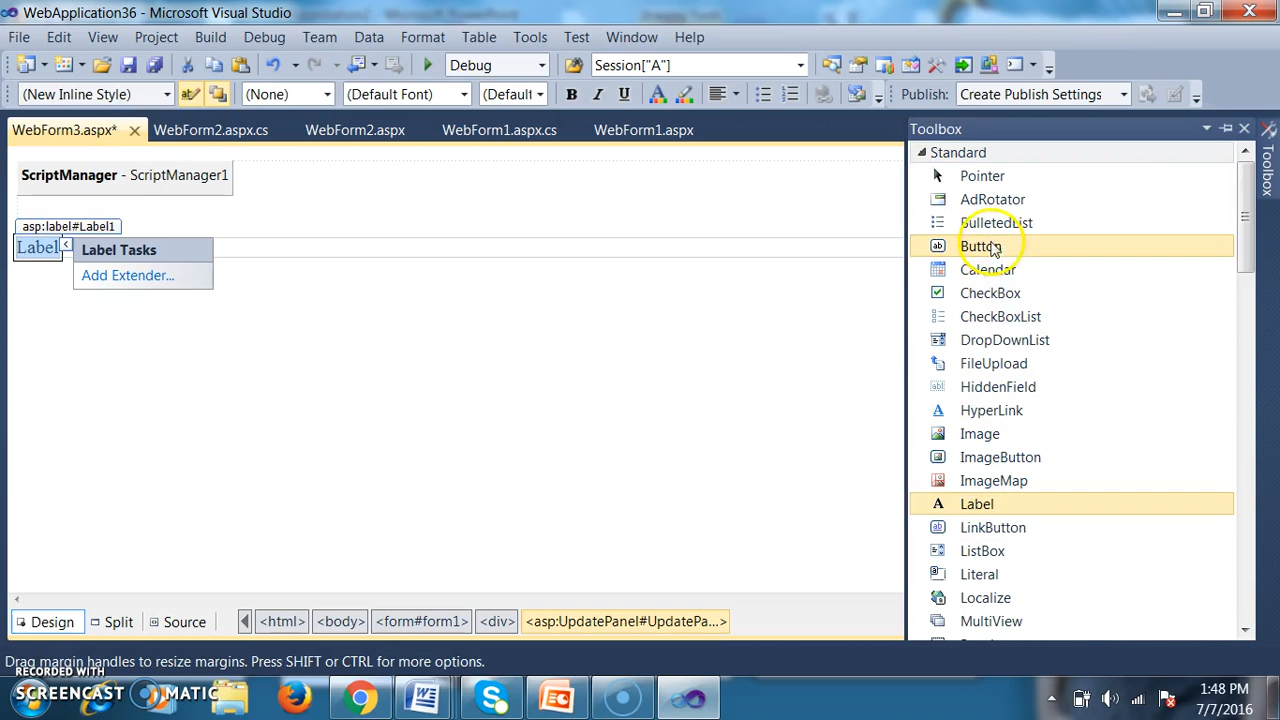 WebApplication36 - Microsoft Visual Studio
File Edit View Project Build Debug Team Data Format Table Tools Test Window Help
Debug Session["A"]
(New Inline Style) (None) (Default Font) (Default B I U A Publish: Create Publish Settings
WebForm3.aspx* WebForm2.aspx.cs WebForm2.aspx WebForm1.aspx.cs WebForm1.aspx
ScriptManager - ScriptManager1
asp:label#Label1
Label
Label Tasks
Add Extender...
Toolbox
Standard
Pointer
AdRotator
BulletedList
Button
Calendar
CheckBox
CheckBoxList
DropDownList
FileUpload
HiddenField
HyperLink
Image
ImageButton
ImageMap
Label
LinkButton
ListBox
Literal
Localize
MultiView
Toolbox
Design Split Source <html> <body> <form#form1> <div> <asp:UpdatePanel#UpdatePa...>
Drag margin handles to resize margins. Press SHIFT or CTRL for more options.
RECORDED WITH
SCREENCAST MATIC
1:48 PM
7/7/2016